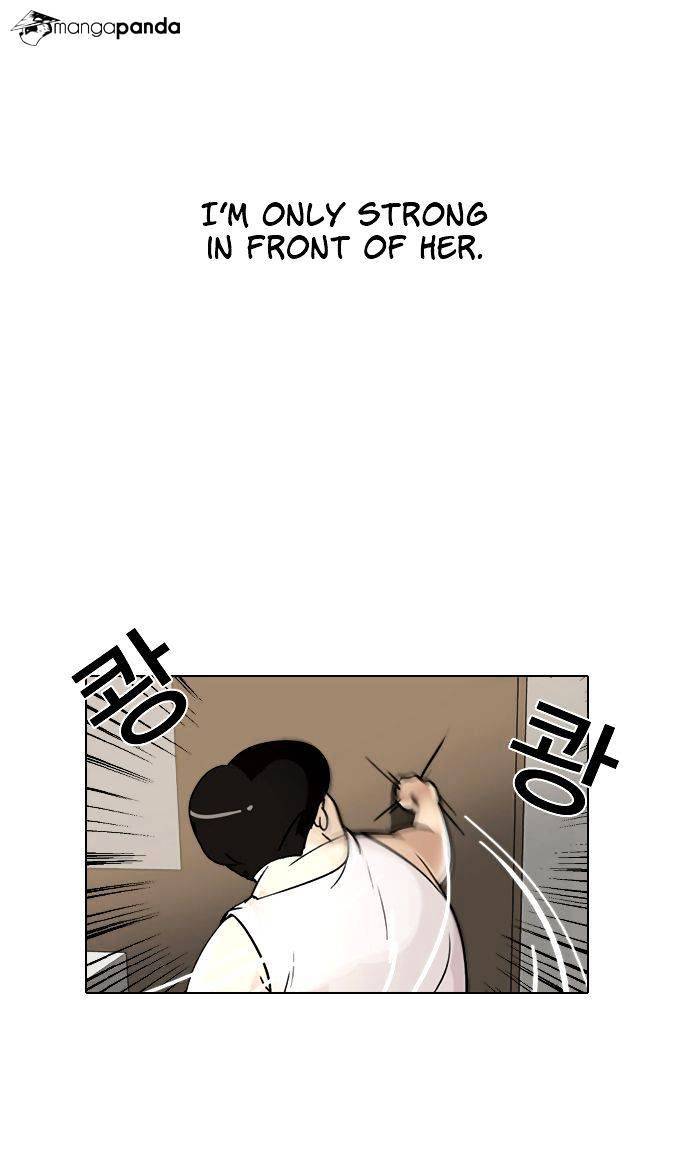 mangapanda
I'M ONLY STRONG
IN FRONT OF HER.
쾅
쾅